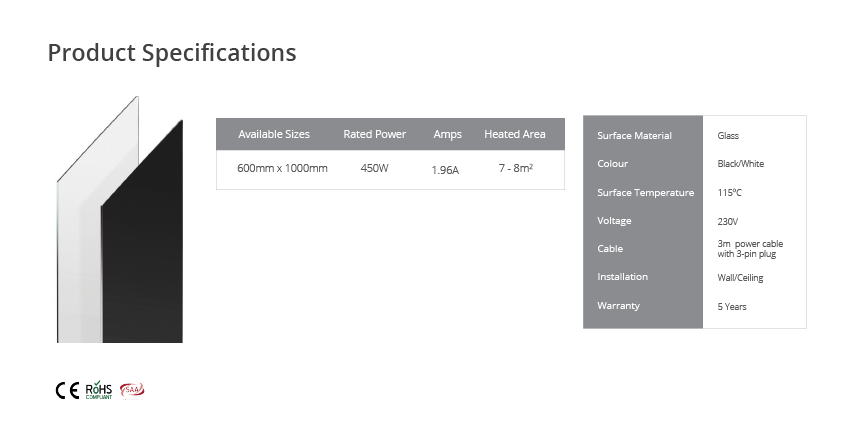 Product Specifications
Available Sizes Rated Power Amps Heated Area
600mm x 1000mm 450W 1.96A 7 - 8m²
Surface Material Glass
Colour Black/White
Surface Temperature 115°C
Voltage 230V
Cable 3m power cable
with 3-pin plug
Installation Wall/Ceiling
Warranty 5 Years
CE RoHS SAA
COMPLIANT